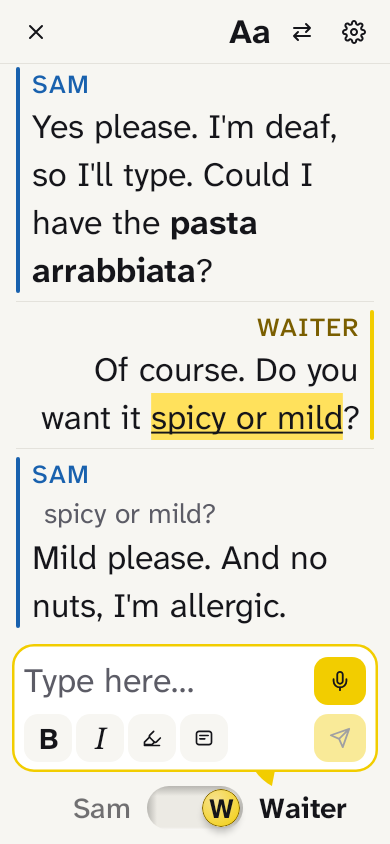 Aa
SAM
Yes please. I'm deaf,
so I'll type. Could I
have the pasta
arrabbiata?
WAITER
Of course. Do you
want it spicy or mild?
SAM
spicy or mild?
Mild please. And no
nuts, I'm allergic.
Type here...
B I
Sam W Waiter